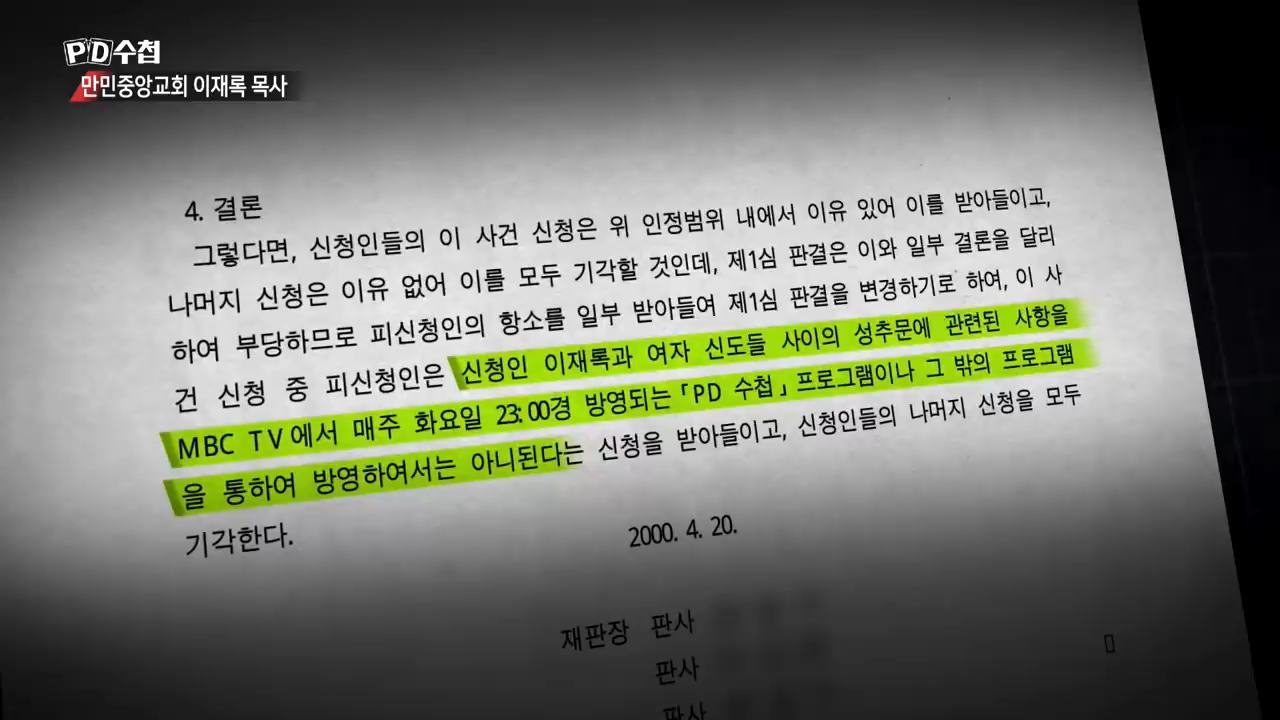 PD수첩
만민중앙교회 이재록 목사
4. 결론
그렇다면, 신청인들의 이 사건 신청은 위 인정범위 내에서 이유 있어 이를 받아들이고,
나머지 신청은 이유 없어 이를 모두 기각할 것인데, 제1심 판결은 이와 일부 결론을 달리
하여 부당하므로 피신청인의 항소를 일부 받아들여 제1심 판결을 변경하기로 하여, 이 사
건 신청 중 피신청인은 신청인 이재록과 여자 신도들 사이의 성추문에 관련된 사항을
MBC TV에서 매주 화요일 23:00경 방영되는 「PD 수첩」 프로그램이나 그 밖의 프로그램
을 통하여 방영하여서는 아니된다는 신청을 받아들이고, 신청인들의 나머지 신청을 모두
기각한다.
2000. 4. 20.
재판장 판사
판사
판사